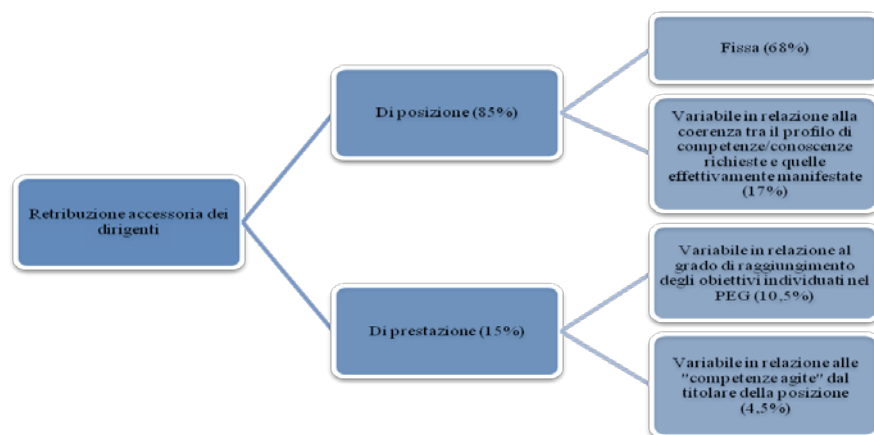 Retribuzione accessoria dei
dirigenti
Di posizione (85%)
Fissa (68%)
Variabile in relazione alla
coerenza tra il profilo di
competenze/conoscenze
richieste e quelle
effettivamente manifestate
(17%)
Di prestazione (15%)
Variabile in relazione al
grado di raggiungimento
degli obiettivi individuati nel
PEG (10,5%)
Variabile in relazione alle
"competenze agite" dal
titolare della posizione
(4,5%)